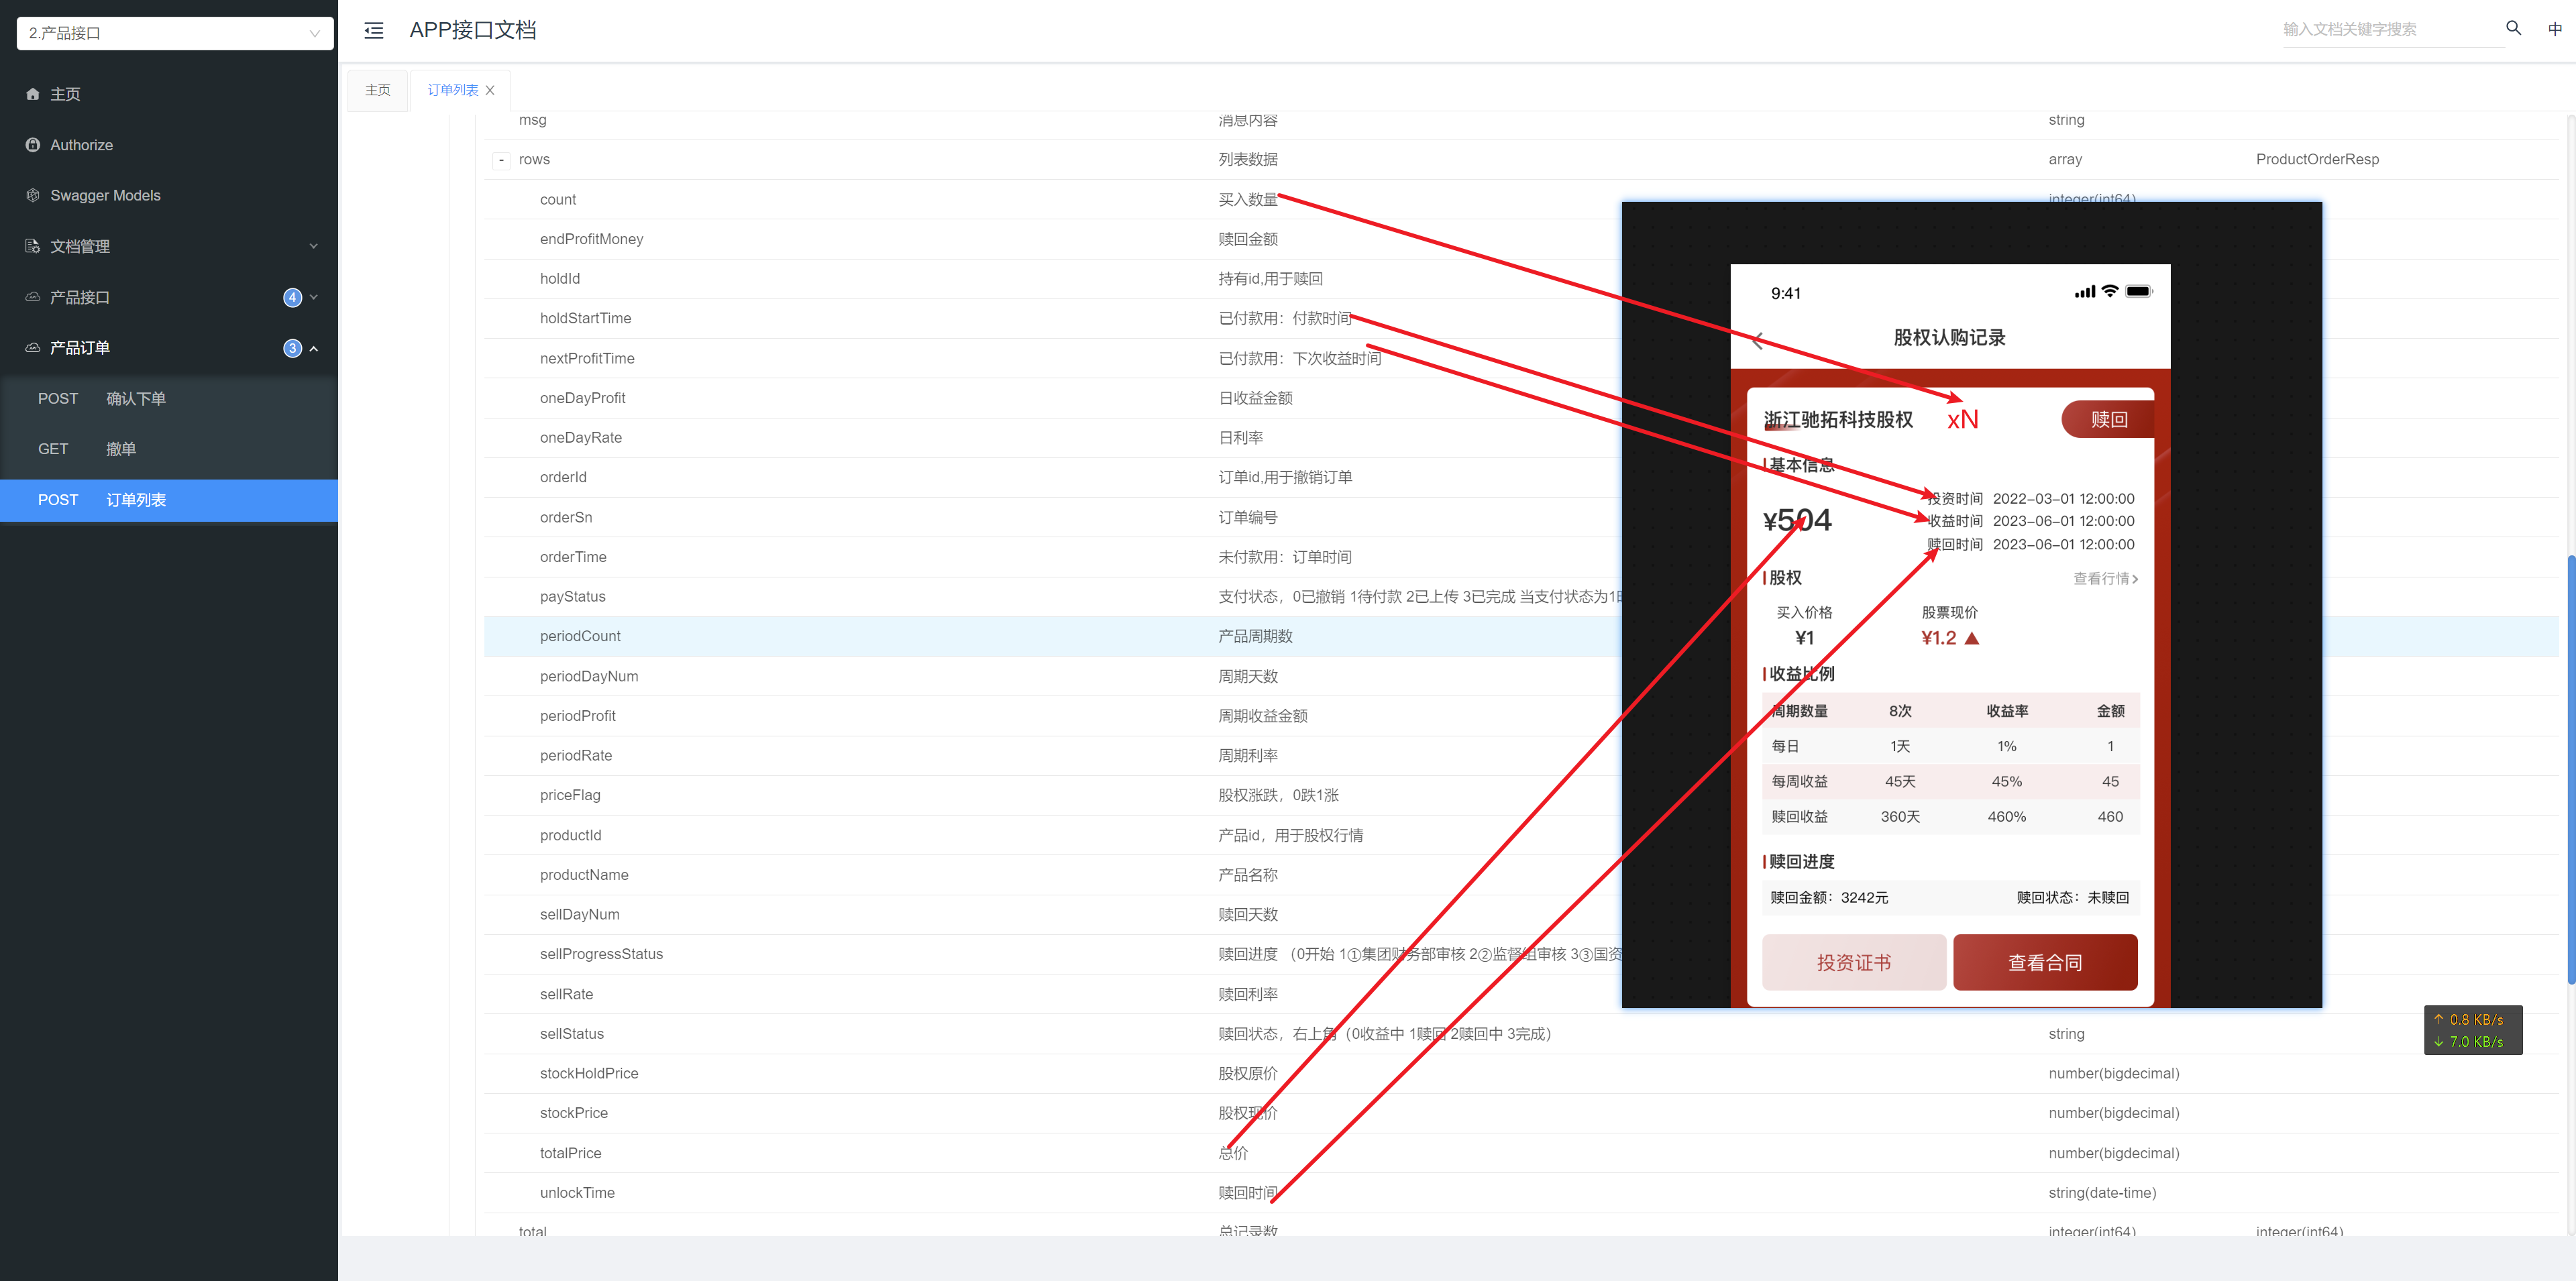 2.产品接口
APP接口文档
输入文档关键字搜索
中
主页
Authorize
Swagger Models
文档管理
产品接口 4
产品订单 3
POST 确认下单
GET 撤单
POST 订单列表
主页
订单列表
msg 消息内容 string
- rows 列表数据 array ProductOrderResp
count 买入数量 integer(int64)
endProfitMoney 赎回金额
holdId 持有id,用于赎回
holdStartTime 已付款用：付款时间
nextProfitTime 已付款用：下次收益时间
oneDayProfit 日收益金额
oneDayRate 日利率
orderId 订单id,用于撤销订单
orderSn 订单编号
orderTime 未付款用：订单时间
payStatus 支付状态，0已撤销 1待付款 2已上传 3已完成 当支付状态为1
periodCount 产品周期数
periodDayNum 周期天数
periodProfit 周期收益金额
periodRate 周期利率
priceFlag 股权涨跌，0跌1涨
productId 产品id，用于股权行情
productName 产品名称
sellDayNum 赎回天数
sellProgressStatus 赎回进度 （0开始 1①集团财务部审核 2②监督组审核 3③国资
sellRate 赎回利率
sellStatus 赎回状态，右上角（0收益中 1赎回 2赎回中 3完成） string
stockHoldPrice 股权原价 number(bigdecimal)
stockPrice 股权现价 number(bigdecimal)
totalPrice 总价 number(bigdecimal)
unlockTime 赎回时间 string(date-time)
total 总记录数 integer(int64) integer(int64)
9:41
股权认购记录
浙江驰拓科技股权 xN 赎回
基本信息
¥504
投资时间 2022-03-01 12:00:00
收益时间 2023-06-01 12:00:00
赎回时间 2023-06-01 12:00:00
股权 查看行情
买入价格 股票现价
¥1 ¥1.2
收益比例
周期数量 8次 收益率 金额
每日 1天 1% 1
每周收益 45天 45% 45
赎回收益 360天 460% 460
赎回进度
赎回金额：3242元 赎回状态：未赎回
投资证书 查看合同
↑ 0.8 KB/s
↓ 7.0 KB/s